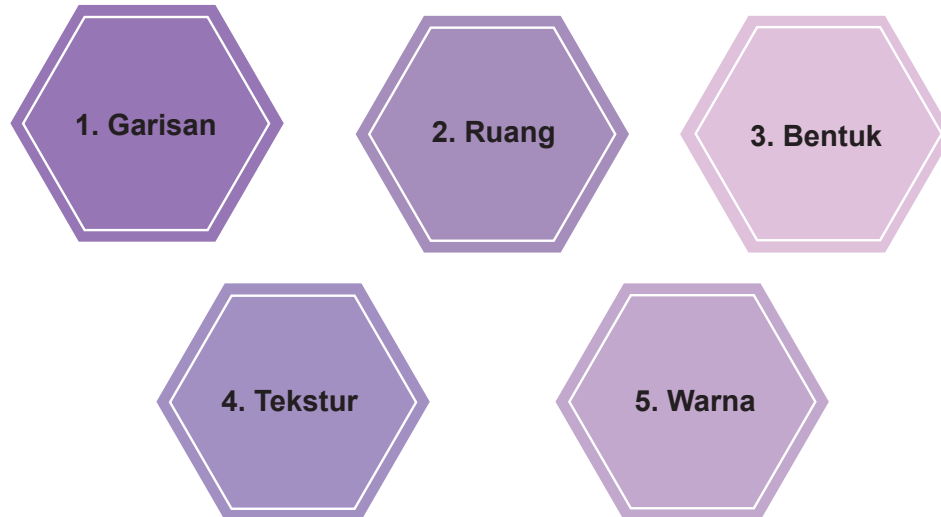 1. Garisan
2. Ruang
3. Bentuk
4. Tekstur
5. Warna